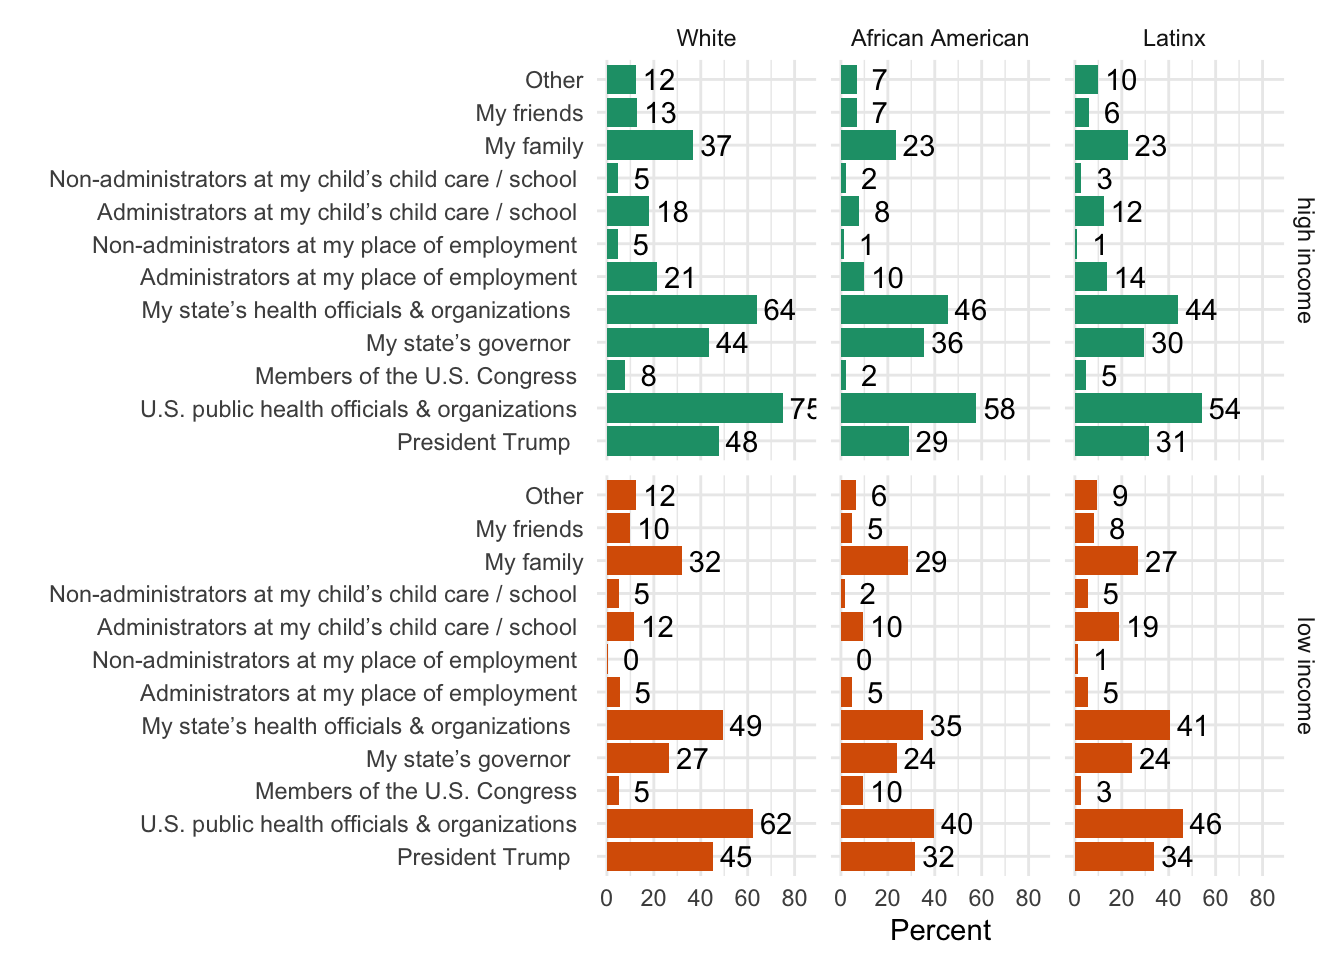 White African American Latinx
Other 12 7 10
My friends 13 7 6
My family 37 23 23
Non-administrators at my child’s child care / school 5 2 3
Administrators at my child’s child care / school 18 8 12
Non-administrators at my place of employment 5 1 1
Administrators at my place of employment 21 10 14
My state’s health officials & organizations 64 46 44
My state’s governor 44 36 30
Members of the U.S. Congress 8 2 5
U.S. public health officials & organizations 75 58 54
President Trump 48 29 31
high income
Other 12 6 9
My friends 10 5 8
My family 32 29 27
Non-administrators at my child’s child care / school 5 2 5
Administrators at my child’s child care / school 12 10 19
Non-administrators at my place of employment 0 0 1
Administrators at my place of employment 5 5 5
My state’s health officials & organizations 49 35 41
My state’s governor 27 24 24
Members of the U.S. Congress 5 10 3
U.S. public health officials & organizations 62 40 46
President Trump 45 32 34
low income
0 20 40 60 80 0 20 40 60 80 0 20 40 60 80
Percent